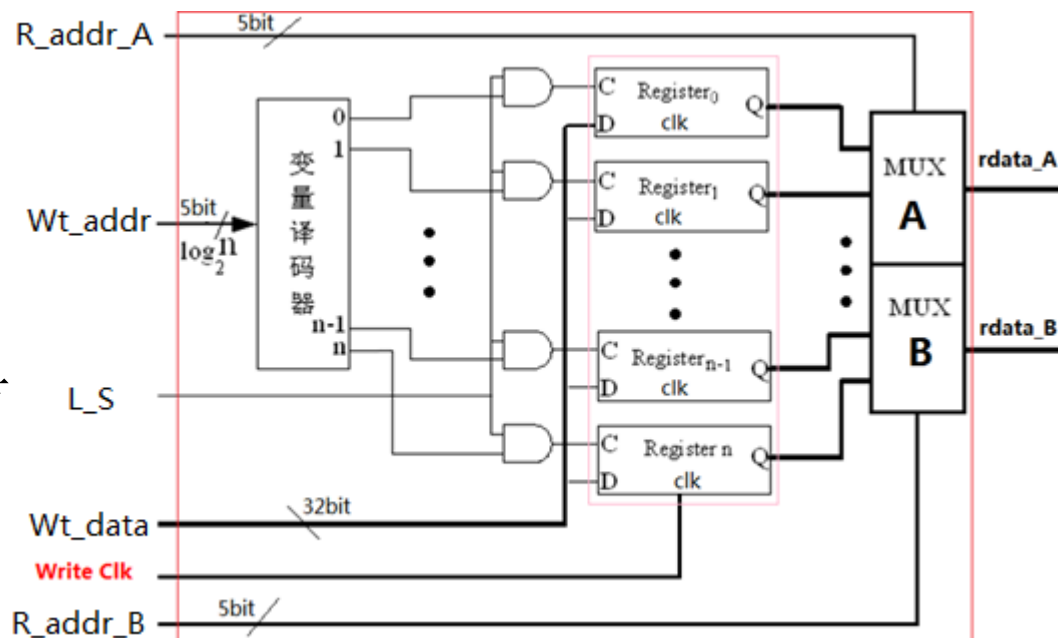 R_addr_A
5bit
C
Register0
Q
D
clk
0
1
MUX
A
rdata_A
C
Register1
Q
D
clk
变量译码器
Wt_addr
5bit
log2n
n-1
n
MUX
B
rdata_B
C
Registern-1
Q
D
clk
L_S
C
Register n
Q
D
clk
Wt_data
32bit
Write Clk
R_addr_B
5bit